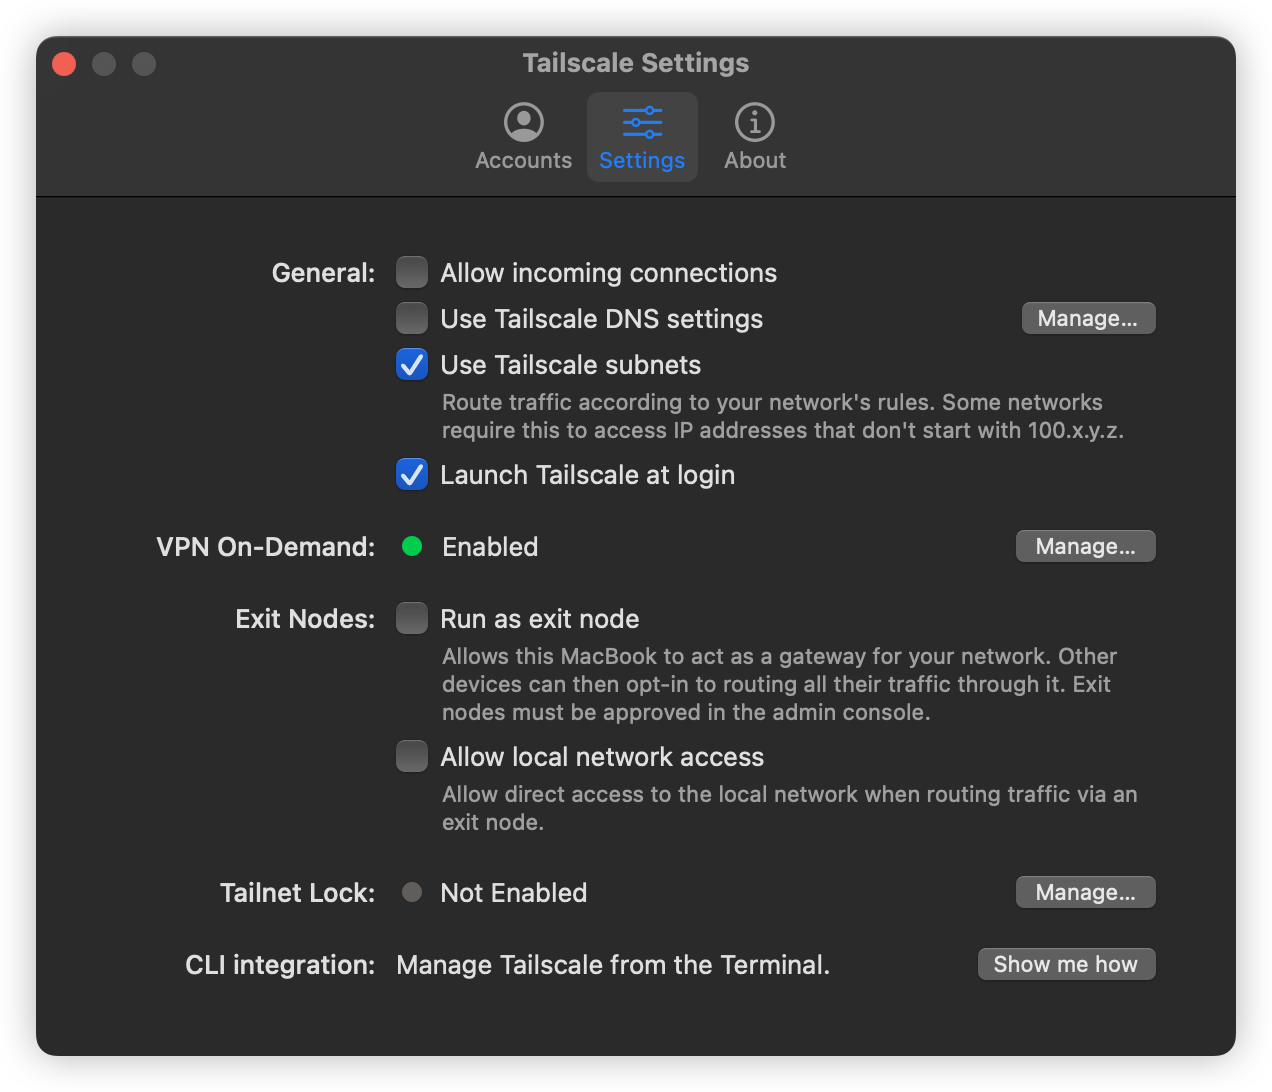 Tailscale Settings
Accounts
Settings
About
General:
Allow incoming connections
Use Tailscale DNS settings
Manage...
Use Tailscale subnets
Route traffic according to your network's rules. Some networks
require this to access IP addresses that don't start with 100.x.y.z.
Launch Tailscale at login
VPN On-Demand:
Enabled
Manage...
Exit Nodes:
Run as exit node
Allows this MacBook to act as a gateway for your network. Other
devices can then opt-in to routing all their traffic through it. Exit
nodes must be approved in the admin console.
Allow local network access
Allow direct access to the local network when routing traffic via an
exit node.
Tailnet Lock:
Not Enabled
Manage...
CLI integration:
Manage Tailscale from the Terminal.
Show me how